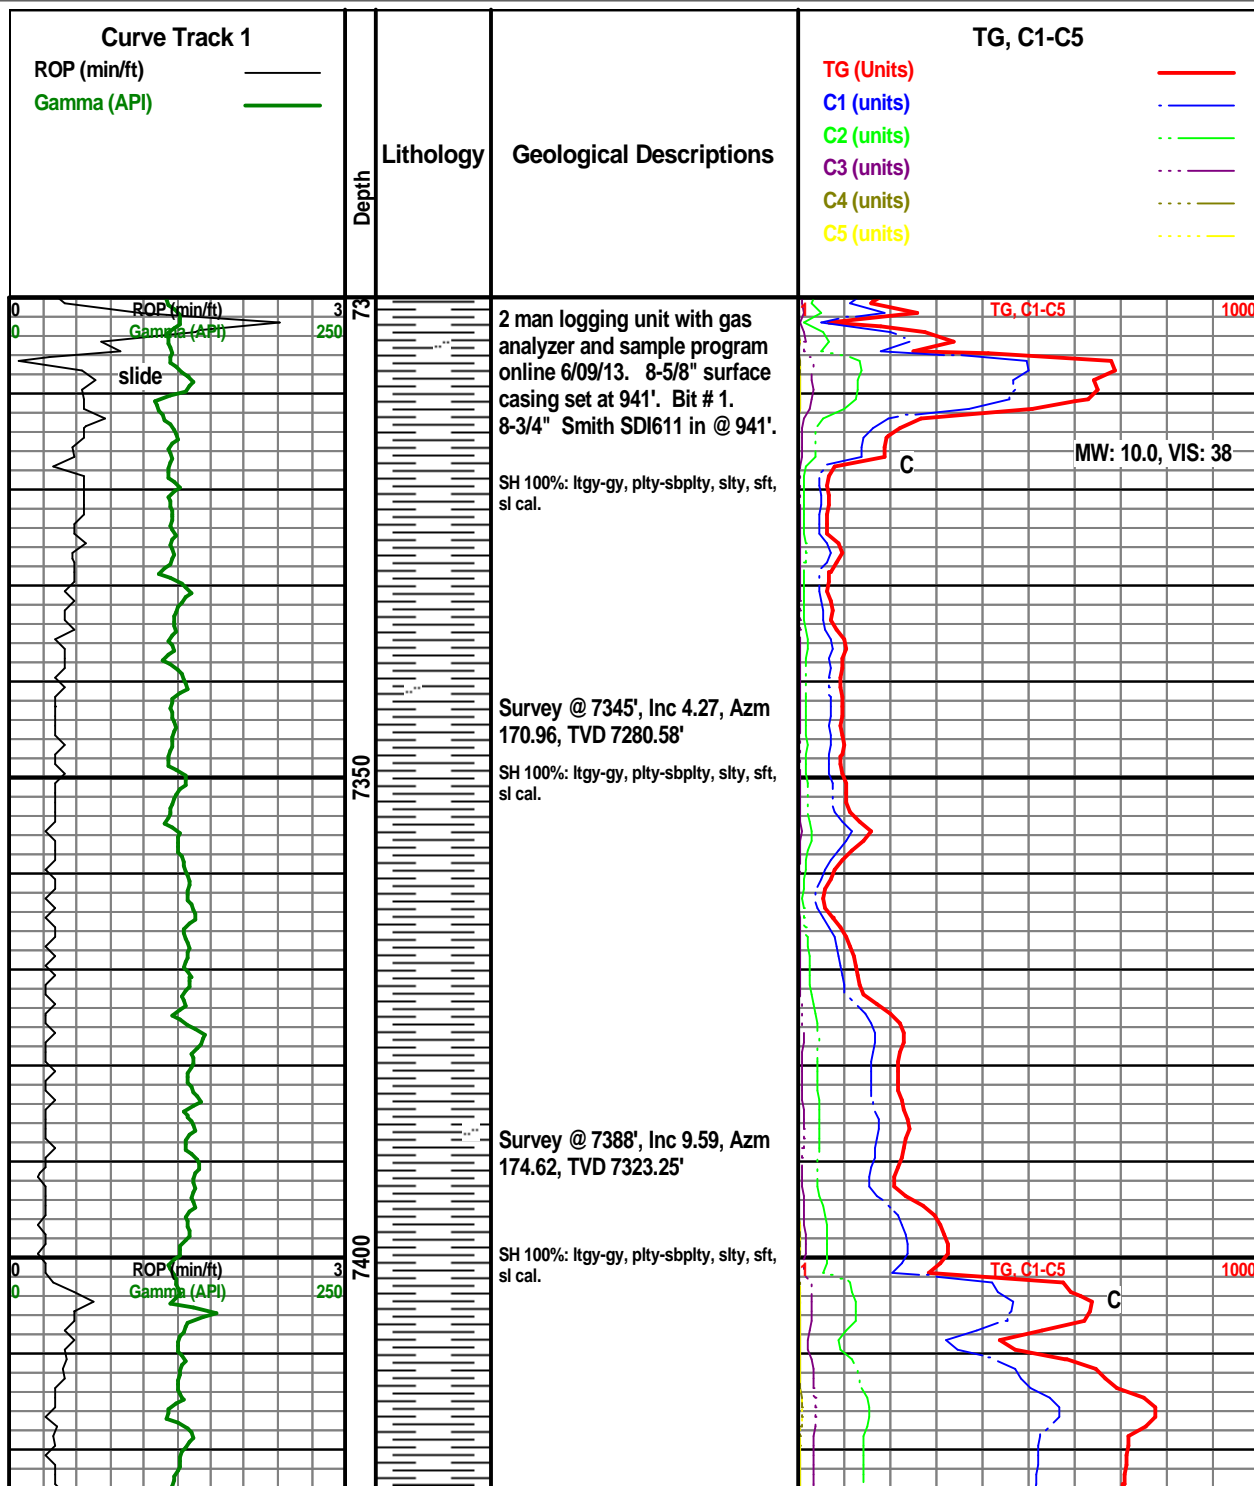 Curve Track 1
ROP (min/ft)
Gamma (API)
Depth
Lithology
Geological Descriptions
TG, C1-C5
TG (Units)
C1 (units)
C2 (units)
C3 (units)
C4 (units)
C5 (units)
0 ROP (min/ft) 3
0 Gamma (API) 250
slide
73
2 man logging unit with gas
analyzer and sample program
online 6/09/13. 8-5/8" surface
casing set at 941'. Bit # 1.
8-3/4" Smith SDI611 in @ 941'.
1 TG, C1-C5 1000
MW: 10.0, VIS: 38
C
SH 100%: ltgy-gy, plty-sbplty, slty, sft,
sl cal.
Survey @ 7345', Inc 4.27, Azm
170.96, TVD 7280.58'
7350
SH 100%: ltgy-gy, plty-sbplty, slty, sft,
sl cal.
Survey @ 7388', Inc 9.59, Azm
174.62, TVD 7323.25'
7400
SH 100%: ltgy-gy, plty-sbplty, slty, sft,
sl cal.
0 ROP (min/ft) 3
0 Gamma (API) 250
1 TG, C1-C5 1000
C